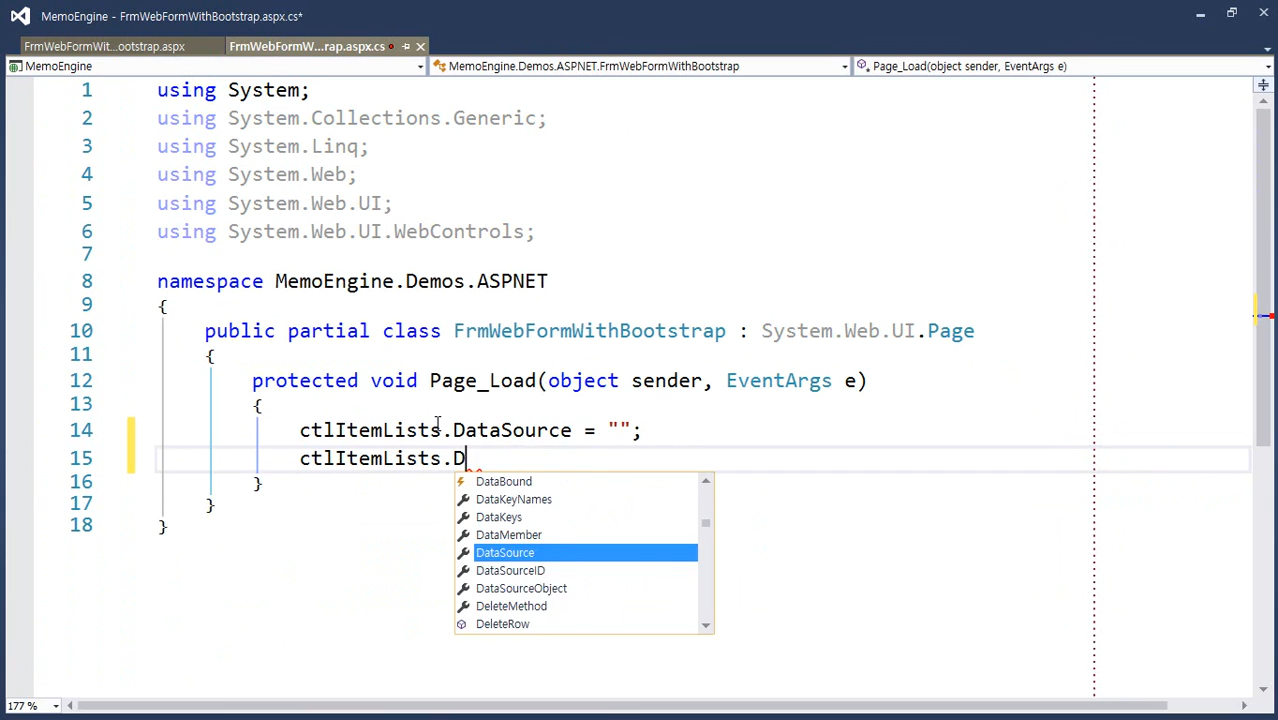 MemoEngine - FrmWebFormWithBootstrap.aspx.cs*
FrmWebFormWit...ootstrap.aspx
FrmWebFormW...rap.aspx.cs
MemoEngine
MemoEngine.Demos.ASPNET.FrmWebFormWithBootstrap
Page_Load(object sender, EventArgs e)
1 using System;
2 using System.Collections.Generic;
3 using System.Linq;
4 using System.Web;
5 using System.Web.UI;
6 using System.Web.UI.WebControls;
7
8 namespace MemoEngine.Demos.ASPNET
9 {
10 public partial class FrmWebFormWithBootstrap : System.Web.UI.Page
11 {
12 protected void Page_Load(object sender, EventArgs e)
13 {
14 ctlItemLists.DataSource = "";
15 ctlItemLists.D
16 }
17 }
18 }
DataBound
DataKeyNames
DataKeys
DataMember
DataSource
DataSourceID
DataSourceObject
DeleteMethod
DeleteRow
177 %